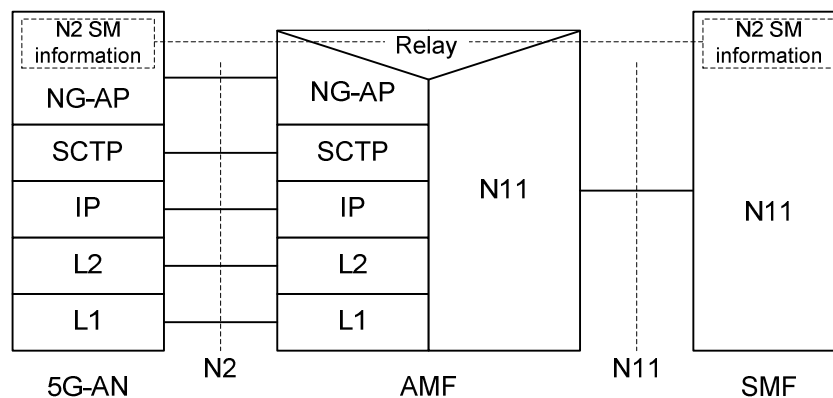 N2 SM
information
NG-AP
SCTP
IP
L2
L1
5G-AN
N2
Relay
NG-AP
SCTP
IP
L2
L1
N11
AMF
N11
N2 SM
information
N11
SMF